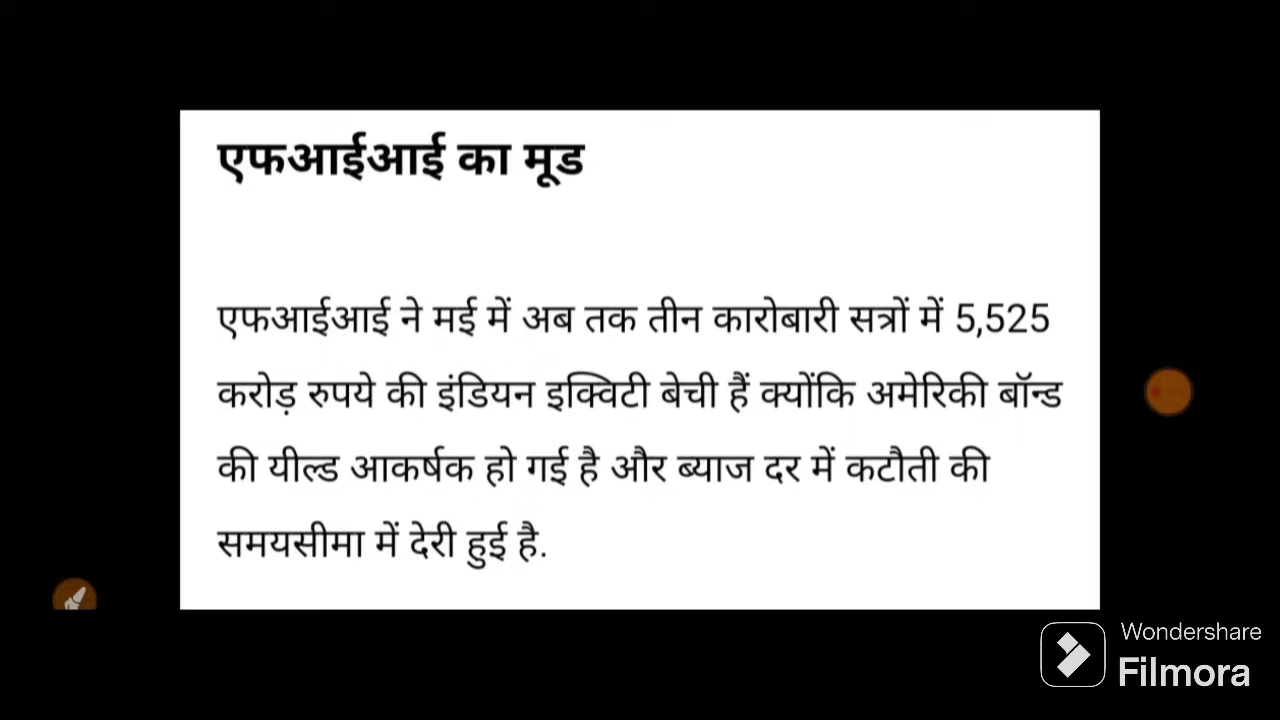 एफआईआई का मूड
एफआईआई ने मई में अब तक तीन कारोबारी सत्रों में 5,525
करोड़ रुपये की इंडियन इक्विटी बेची हैं क्योंकि अमेरिकी बॉन्ड
की यील्ड आकर्षक हो गई है और ब्याज दर में कटौती की
समयसीमा में देरी हुई है.
Wondershare
Filmora